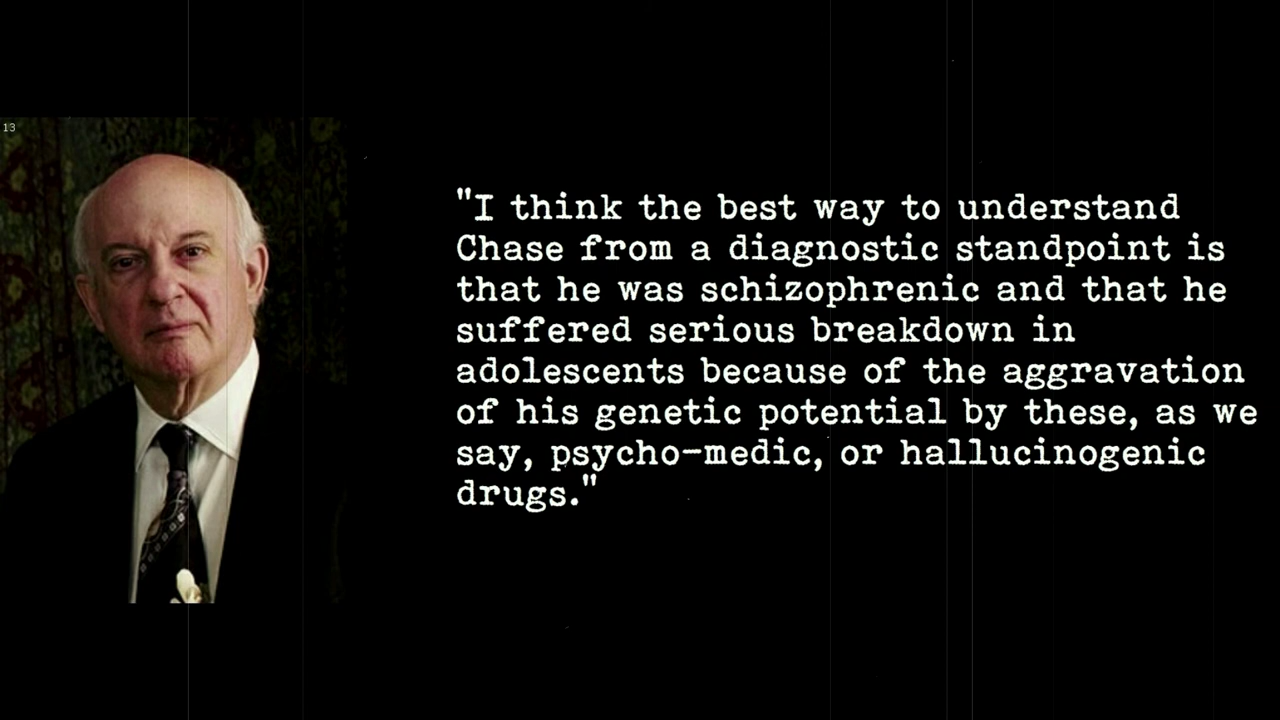 13
"I think the best way to understand
Chase from a diagnostic standpoint is
that he was schizophrenic and that he
suffered serious breakdown in
adolescents because of the aggravation
of his genetic potential by these, as we
say, psycho-medic, or hallucinogenic
drugs."